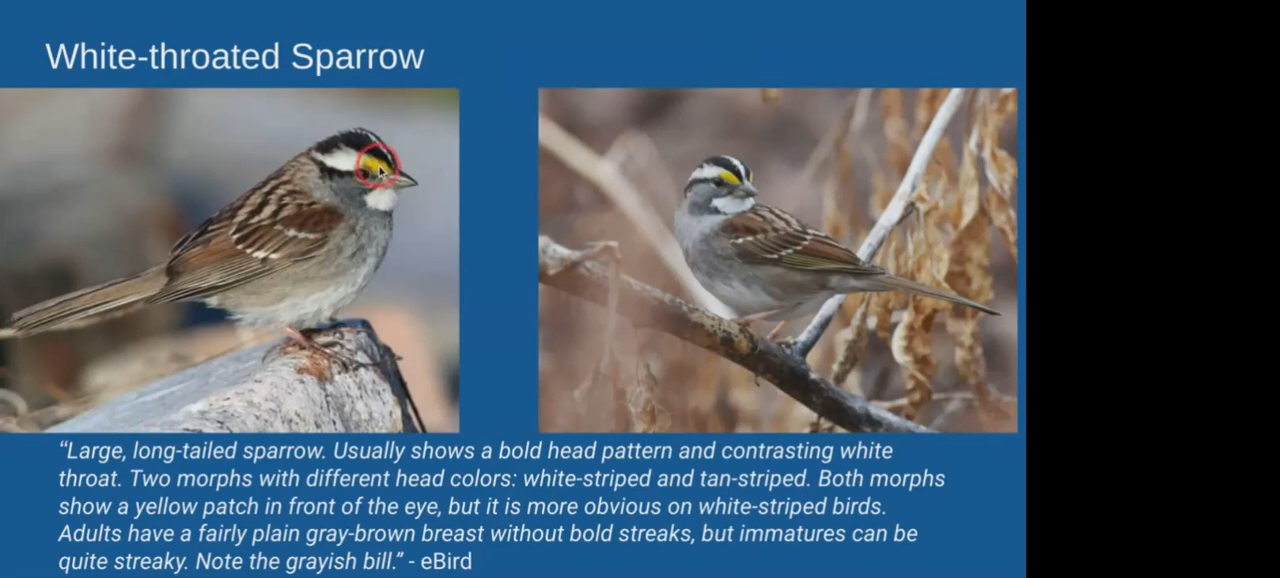 White-throated Sparrow
“Large, long-tailed sparrow. Usually shows a bold head pattern and contrasting white
throat. Two morphs with different head colors: white-striped and tan-striped. Both morphs
show a yellow patch in front of the eye, but it is more obvious on white-striped birds.
Adults have a fairly plain gray-brown breast without bold streaks, but immatures can be
quite streaky. Note the grayish bill.” - eBird